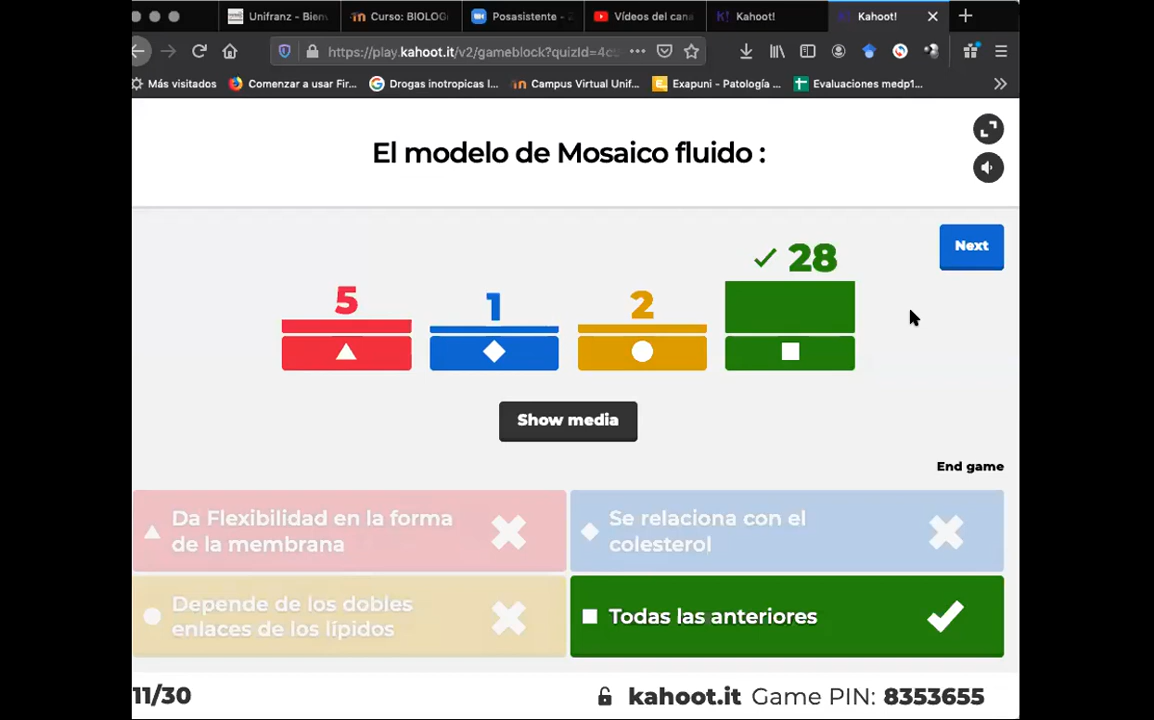 Unifranz - Bien
Curso: BIOLOGI
Posasistente - Z
Vídeos del cana
Kahoot!
Kahoot!
https://play.kahoot.it/v2/gameblock?quizId=4c
Más visitados
Comenzar a usar Fir...
Drogas inotropicas l...
Campus Virtual Unif...
Exapuni - Patología ...
Evaluaciones medp1...
El modelo de Mosaico fluido :
Next
5
1
2
28
Show media
End game
Da Flexibilidad en la forma
de la membrana
Se relaciona con el
colesterol
Depende de los dobles
enlaces de los lípidos
Todas las anteriores
11/30
kahoot.it Game PIN: 8353655